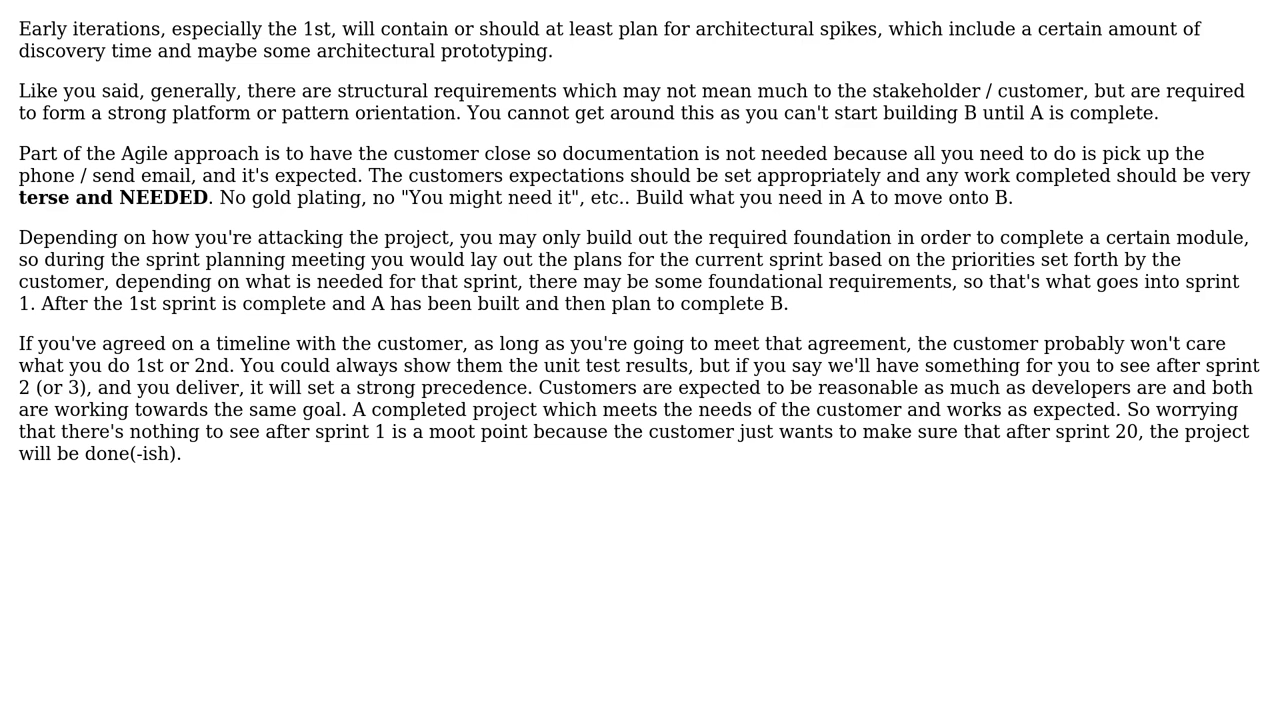 Early iterations, especially the 1st, will contain or should at least plan for architectural spikes, which include a certain amount of
discovery time and maybe some architectural prototyping.
Like you said, generally, there are structural requirements which may not mean much to the stakeholder / customer, but are required
to form a strong platform or pattern orientation. You cannot get around this as you can't start building B until A is complete.
Part of the Agile approach is to have the customer close so documentation is not needed because all you need to do is pick up the
phone / send email, and it's expected. The customers expectations should be set appropriately and any work completed should be very
terse and NEEDED. No gold plating, no "You might need it", etc.. Build what you need in A to move onto B.
Depending on how you're attacking the project, you may only build out the required foundation in order to complete a certain module,
so during the sprint planning meeting you would lay out the plans for the current sprint based on the priorities set forth by the
customer, depending on what is needed for that sprint, there may be some foundational requirements, so that's what goes into sprint
1. After the 1st sprint is complete and A has been built and then plan to complete B.
If you've agreed on a timeline with the customer, as long as you're going to meet that agreement, the customer probably won't care
what you do 1st or 2nd. You could always show them the unit test results, but if you say we'll have something for you to see after sprint
2 (or 3), and you deliver, it will set a strong precedence. Customers are expected to be reasonable as much as developers are and both
are working towards the same goal. A completed project which meets the needs of the customer and works as expected. So worrying
that there's nothing to see after sprint 1 is a moot point because the customer just wants to make sure that after sprint 20, the project
will be done(-ish).